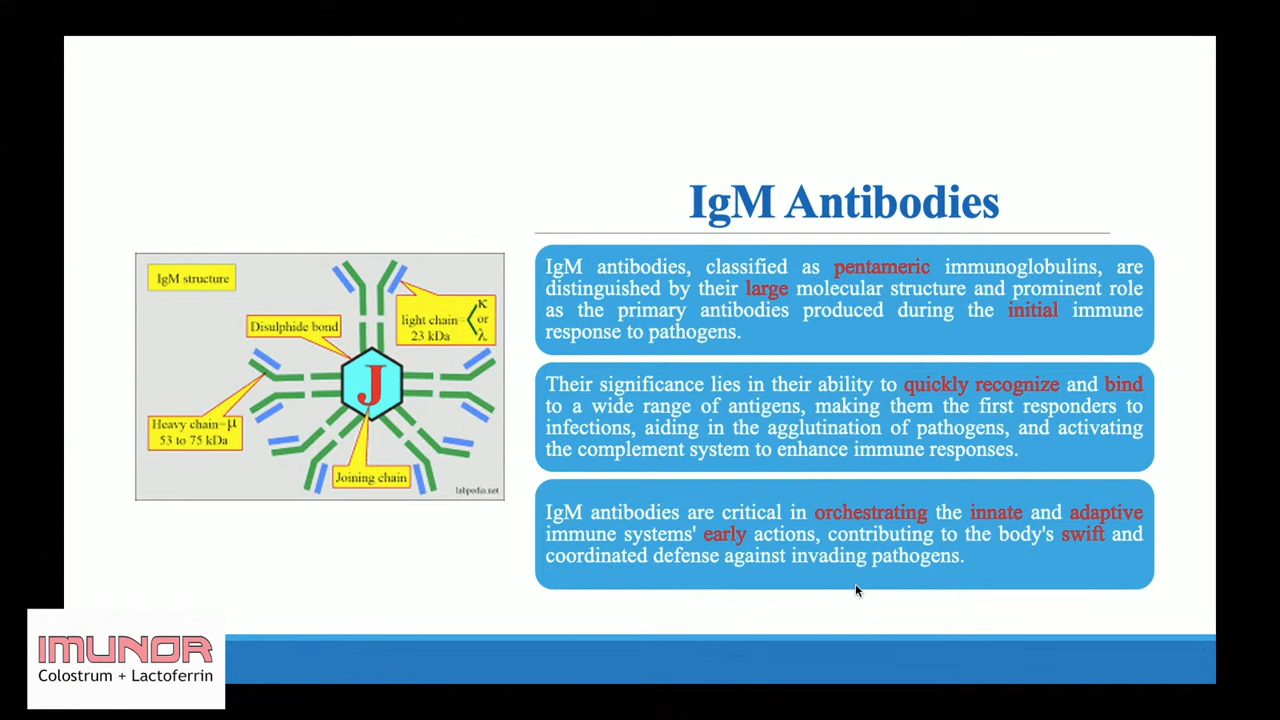 IgM Antibodies
IgM structure
κ
light chain= or
23 kDa λ
Disulphide bond
J
Heavy chain=μ
53 to 75 kDa
Joining chain
labpedia.net
IgM antibodies, classified as pentameric immunoglobulins, are
distinguished by their large molecular structure and prominent role
as the primary antibodies produced during the initial immune
response to pathogens.
Their significance lies in their ability to quickly recognize and bind
to a wide range of antigens, making them the first responders to
infections, aiding in the agglutination of pathogens, and activating
the complement system to enhance immune responses.
IgM antibodies are critical in orchestrating the innate and adaptive
immune systems' early actions, contributing to the body's swift and
coordinated defense against invading pathogens.
IMUNOR
Colostrum + Lactoferrin